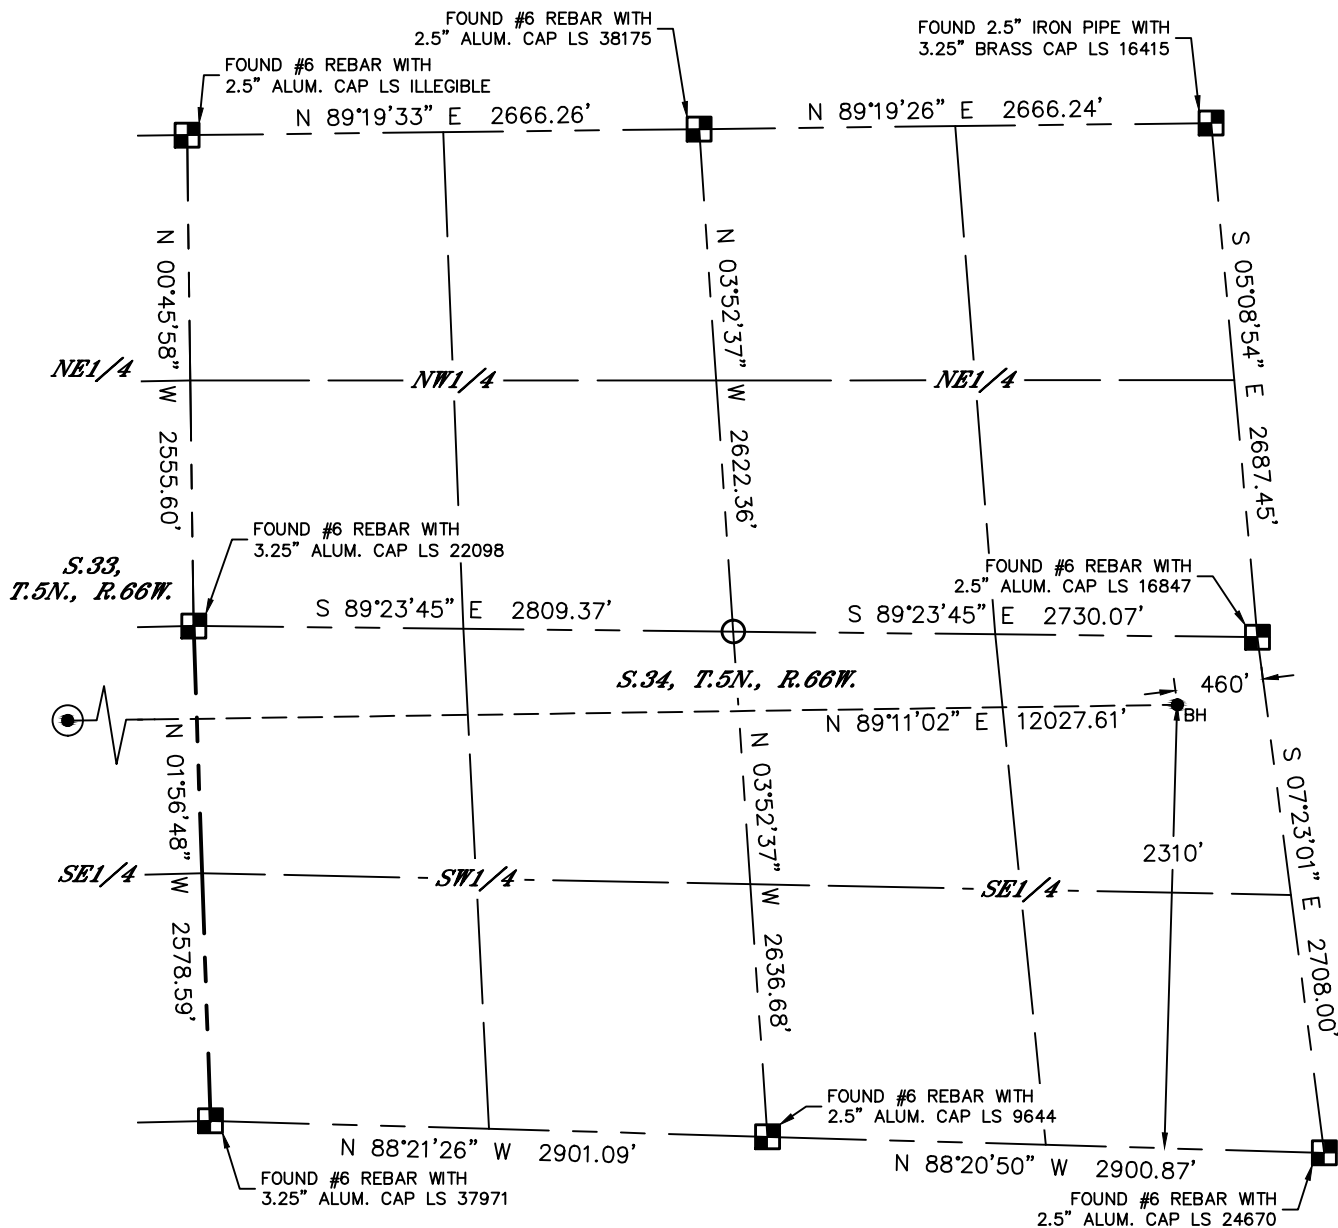 FOUND #6 REBAR WITH
2.5" ALUM. CAP LS 38175
FOUND 2.5" IRON PIPE WITH
3.25" BRASS CAP LS 16415
FOUND #6 REBAR WITH
2.5" ALUM. CAP LS ILLEGIBLE
N 89°19'33" E 2666.26'
N 89°19'26" E 2666.24'
N 00°45'58" W 2555.60'
N 03°52'37" W 2622.36'
S 05°08'54" E 2687.45'
NE1/4
NW1/4
NE1/4
FOUND #6 REBAR WITH
3.25" ALUM. CAP LS 22098
S.33,
T.5N., R.66W.
FOUND #6 REBAR WITH
2.5" ALUM. CAP LS 16847
S 89°23'45" E 2809.37'
S 89°23'45" E 2730.07'
S.34, T.5N., R.66W.
460'
BH
N 89°11'02" E 12027.61'
N 01°56'48" W 2578.59'
N 03°52'37" W 2636.68'
S 07°23'01" E 2708.00'
2310'
SE1/4
SW1/4
SE1/4
FOUND #6 REBAR WITH
2.5" ALUM. CAP LS 9644
N 88°21'26" W 2901.09'
N 88°20'50" W 2900.87'
FOUND #6 REBAR WITH
3.25" ALUM. CAP LS 37971
FOUND #6 REBAR WITH
2.5" ALUM. CAP LS 24670